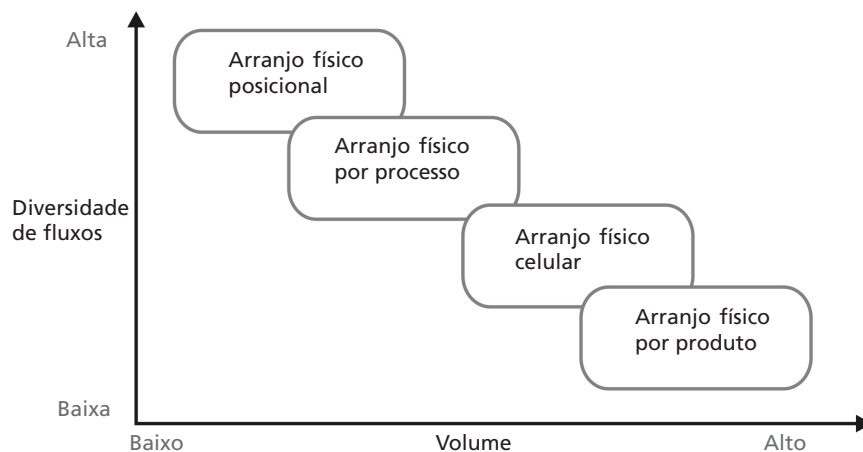 Alta
Arranjo físico
posicional
Arranjo físico
por processo
Diversidade
de fluxos
Arranjo físico
celular
Arranjo físico
por produto
Baixa
Baixo
Volume
Alto